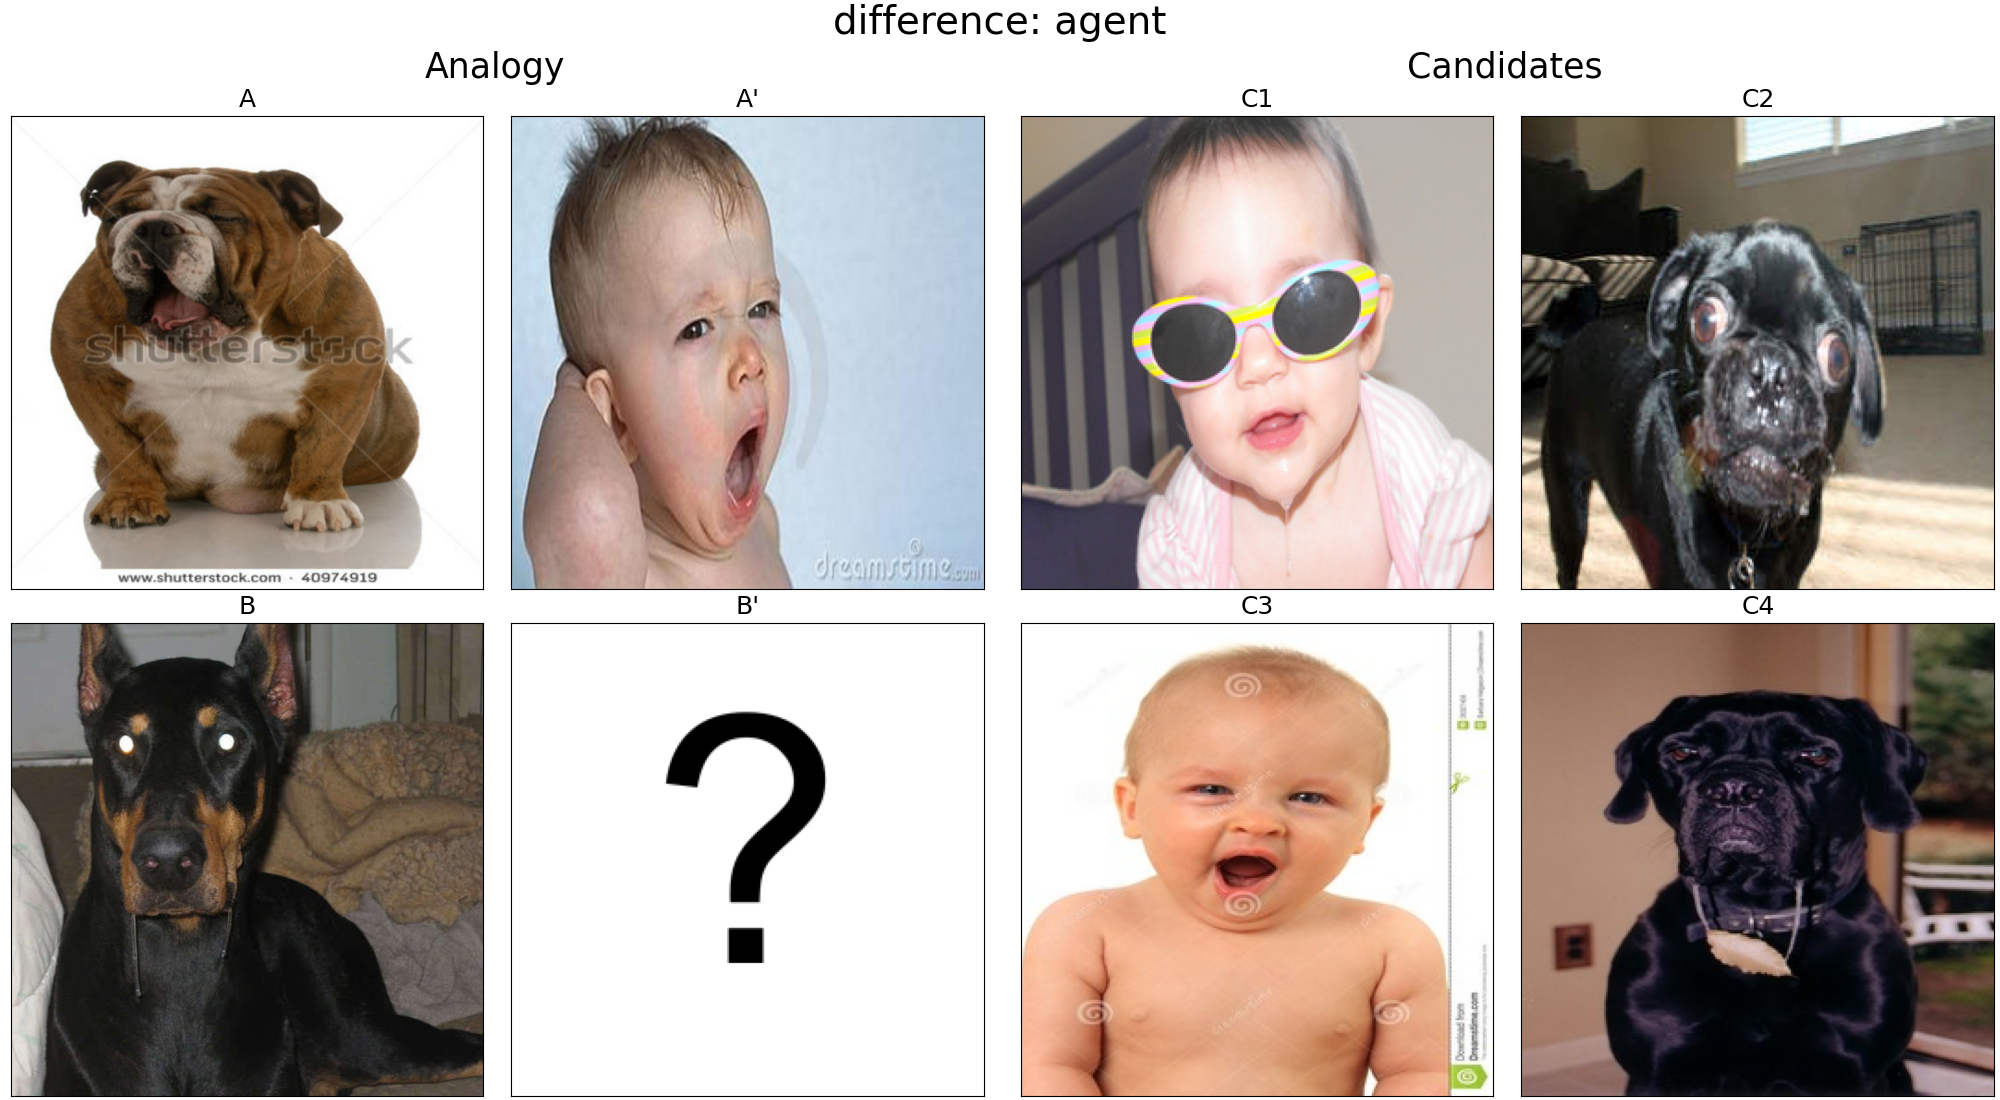 difference: agent
Analogy
Candidates
A
A'
C1
C2
shutterstock
www.shutterstock.com · 40974919
dreamstime.com
B
B'
C3
C4
?
Download from
Dreamstime.com